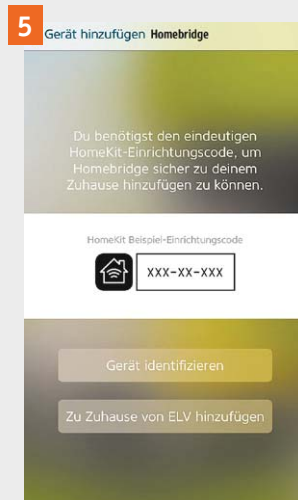 5
Gerät hinzufügen Homebridge
Du benötigst den eindeutigen
HomeKit-Einrichtungscode, um
Homebridge sicher zu deinem
Zuhause hinzufügen zu können.
HomeKit Beispiel-Einrichtungscode
XXX-XX-XXX
Gerät identifizieren
Zu Zuhause von ELV hinzufügen